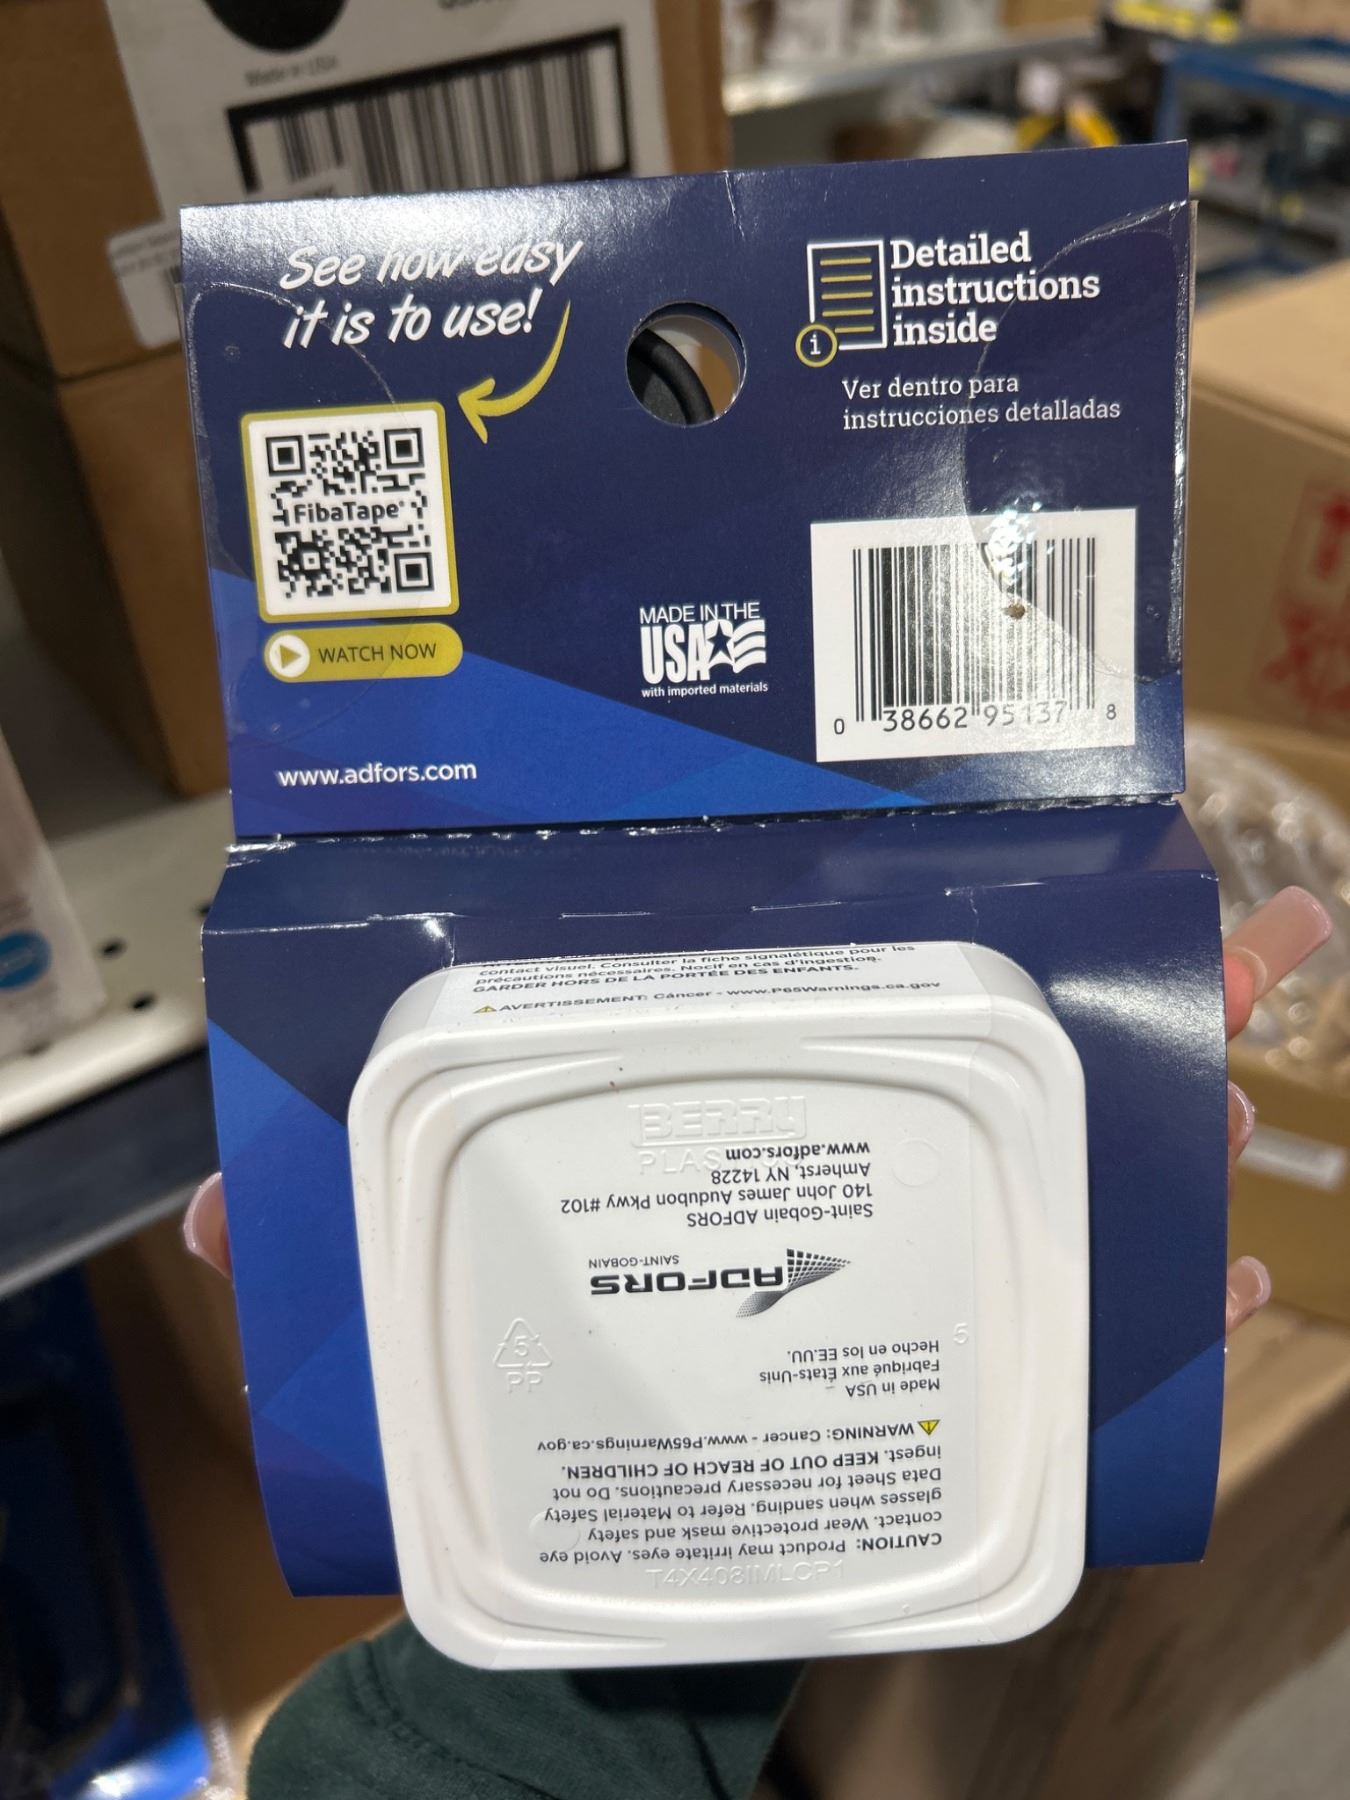 Made in USA
See how easy
it is to use!
FibaTape®
WATCH NOW
www.adfors.com
Detailed
instructions
inside
i
Ver dentro para
instrucciones detalladas
MADE IN THE
USA
with imported materials
0 38662 95137 8
contact visuel. Consulter la fiche signalétique pour les
précautions nécessaires. Nocif en cas d'ingestion.
GARDER HORS DE LA PORTÉE DES ENFANTS.
AVERTISSEMENT: Cáncer - www.P65Warnings.ca.gov
T4X408IMLCP1
CAUTION: Product may irritate eyes. Avoid eye
contact. Wear protective mask and safety
glasses when sanding. Refer to Material Safety
Data Sheet for necessary precautions. Do not
ingest. KEEP OUT OF REACH OF CHILDREN.
WARNING: Cancer - www.P65Warnings.ca.gov
Made in USA
Fabriqué aux États-Unis
Hecho en los EE.UU.
5
5
PP
ADFORS
SAINT-GOBAIN
Saint-Gobain ADFORS
140 John James Audubon Pkwy #102
Amherst, NY 14228
www.adfors.com
BERRY